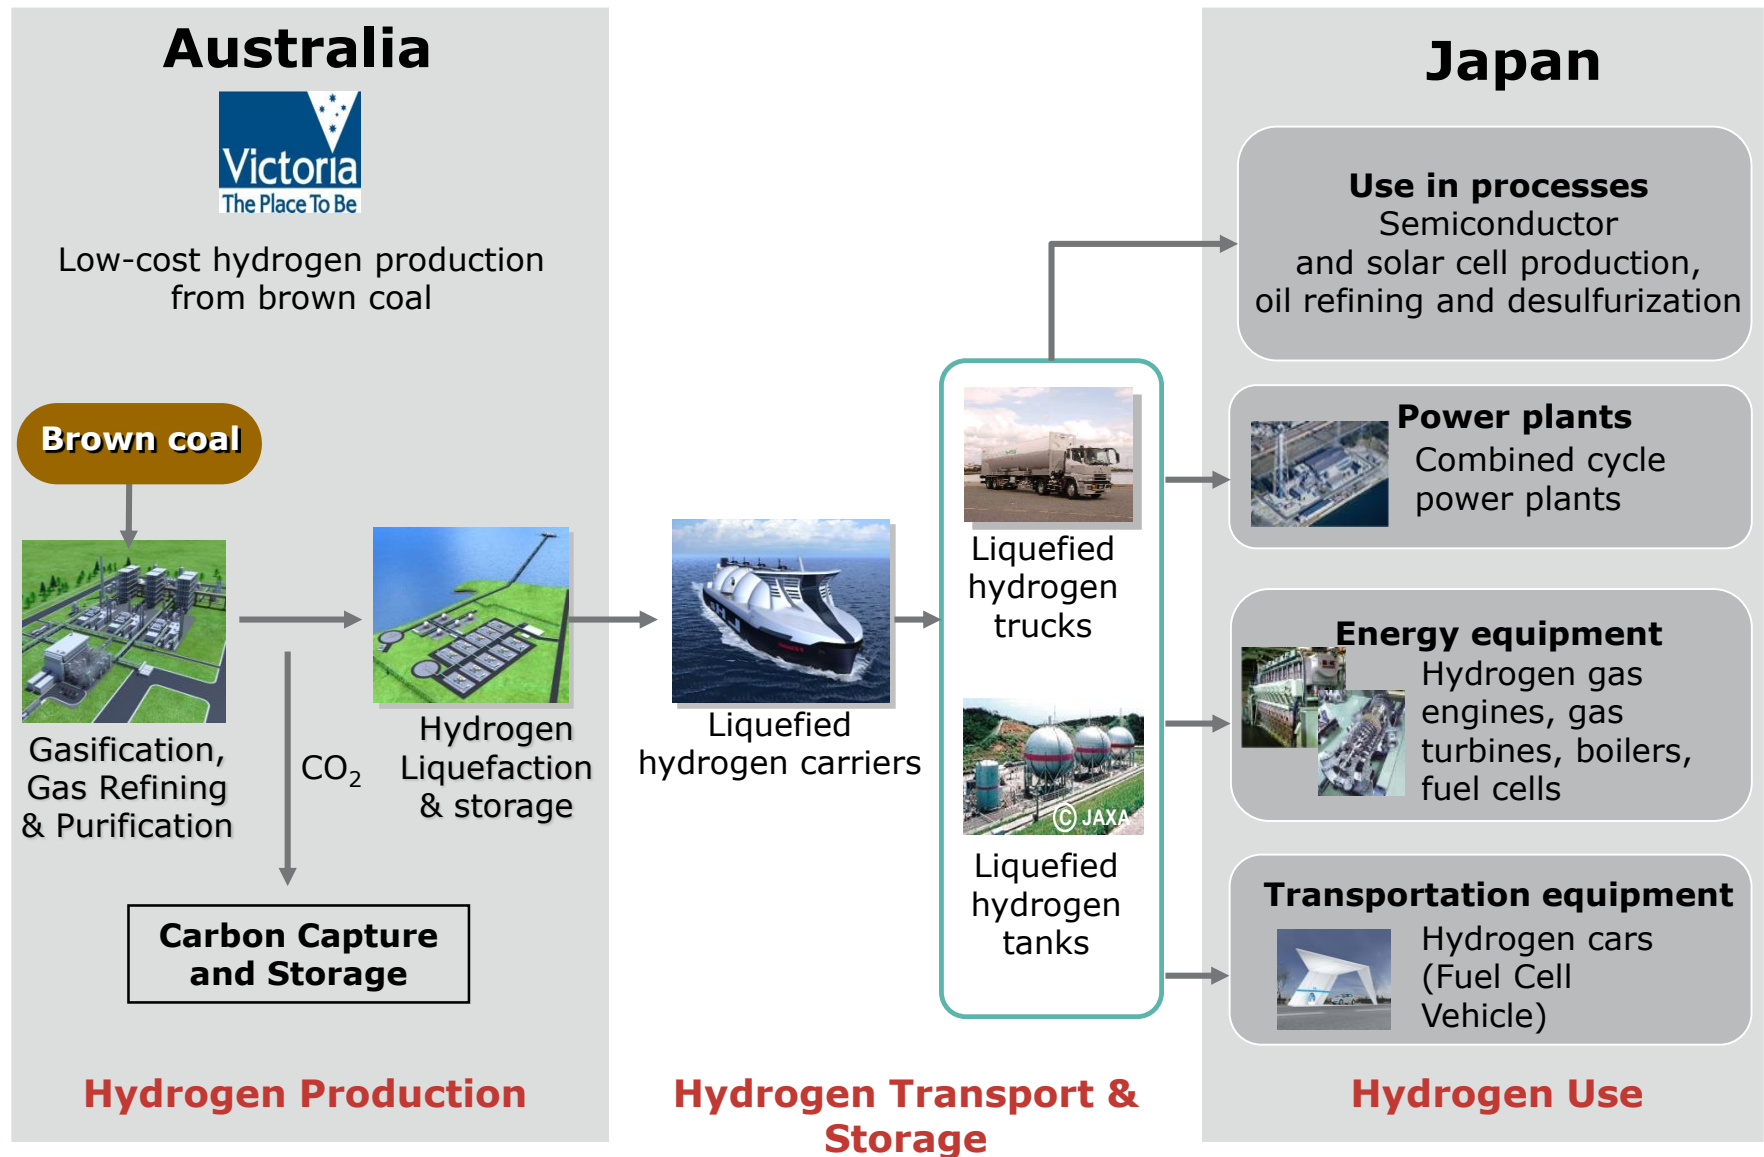 Australia
Victoria
The Place To Be
Low-cost hydrogen production
from brown coal
Brown coal
Gasification,
Gas Refining
& Purification
CO2
Hydrogen
Liquefaction
& storage
Carbon Capture
and Storage
Hydrogen Production
Liquefied
hydrogen carriers
Liquefied
hydrogen
trucks
© JAXA
Liquefied
hydrogen
tanks
Hydrogen Transport &
Storage
Japan
Use in processes
Semiconductor
and solar cell production,
oil refining and desulfurization
Power plants
Combined cycle
power plants
Energy equipment
Hydrogen gas
engines, gas
turbines, boilers,
fuel cells
Transportation equipment
Hydrogen cars
(Fuel Cell
Vehicle)
Hydrogen Use